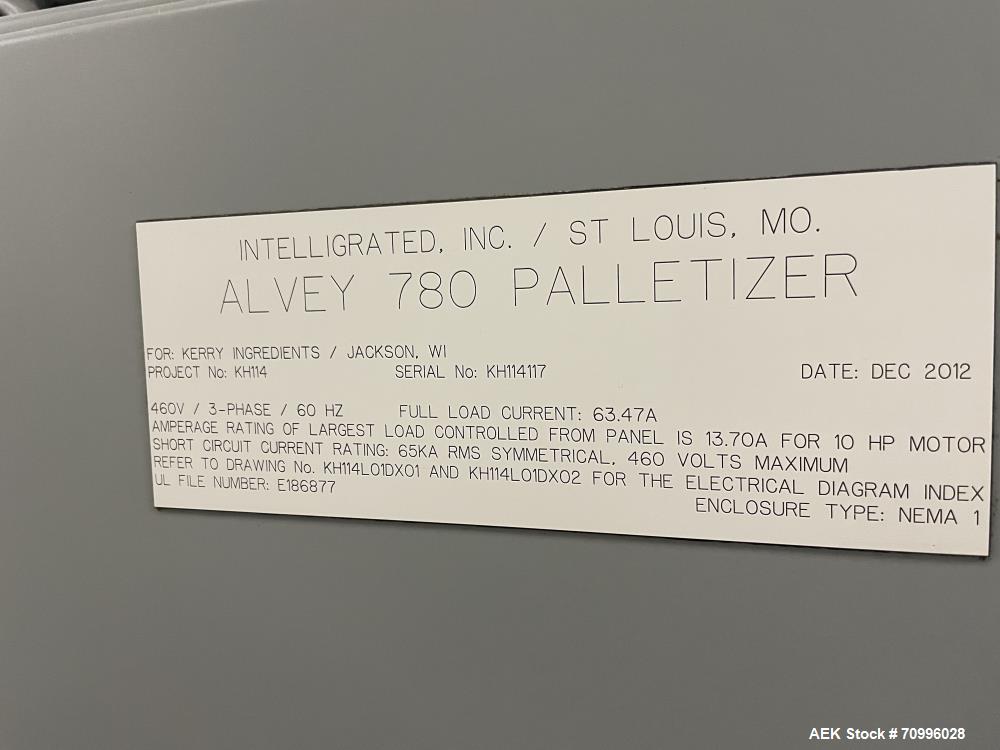 INTELLIGRATED, INC. / ST LOUIS, MO.
ALVEY 780 PALLETIZER
FOR: KERRY INGREDIENTS / JACKSON, WI
PROJECT No: KH114 SERIAL No: KH114117 DATE: DEC 2012
460V / 3-PHASE / 60 HZ FULL LOAD CURRENT: 63.47A
AMPERAGE RATING OF LARGEST LOAD CONTROLLED FROM PANEL IS 13.70A FOR 10 HP MOTOR
SHORT CIRCUIT CURRENT RATING: 65KA RMS SYMMETRICAL, 460 VOLTS MAXIMUM
REFER TO DRAWING No. KH114L01DX01 AND KH114L01DX02 FOR THE ELECTRICAL DIAGRAM INDEX
UL FILE NUMBER: E186877 ENCLOSURE TYPE: NEMA 1
AEK Stock # 70996028